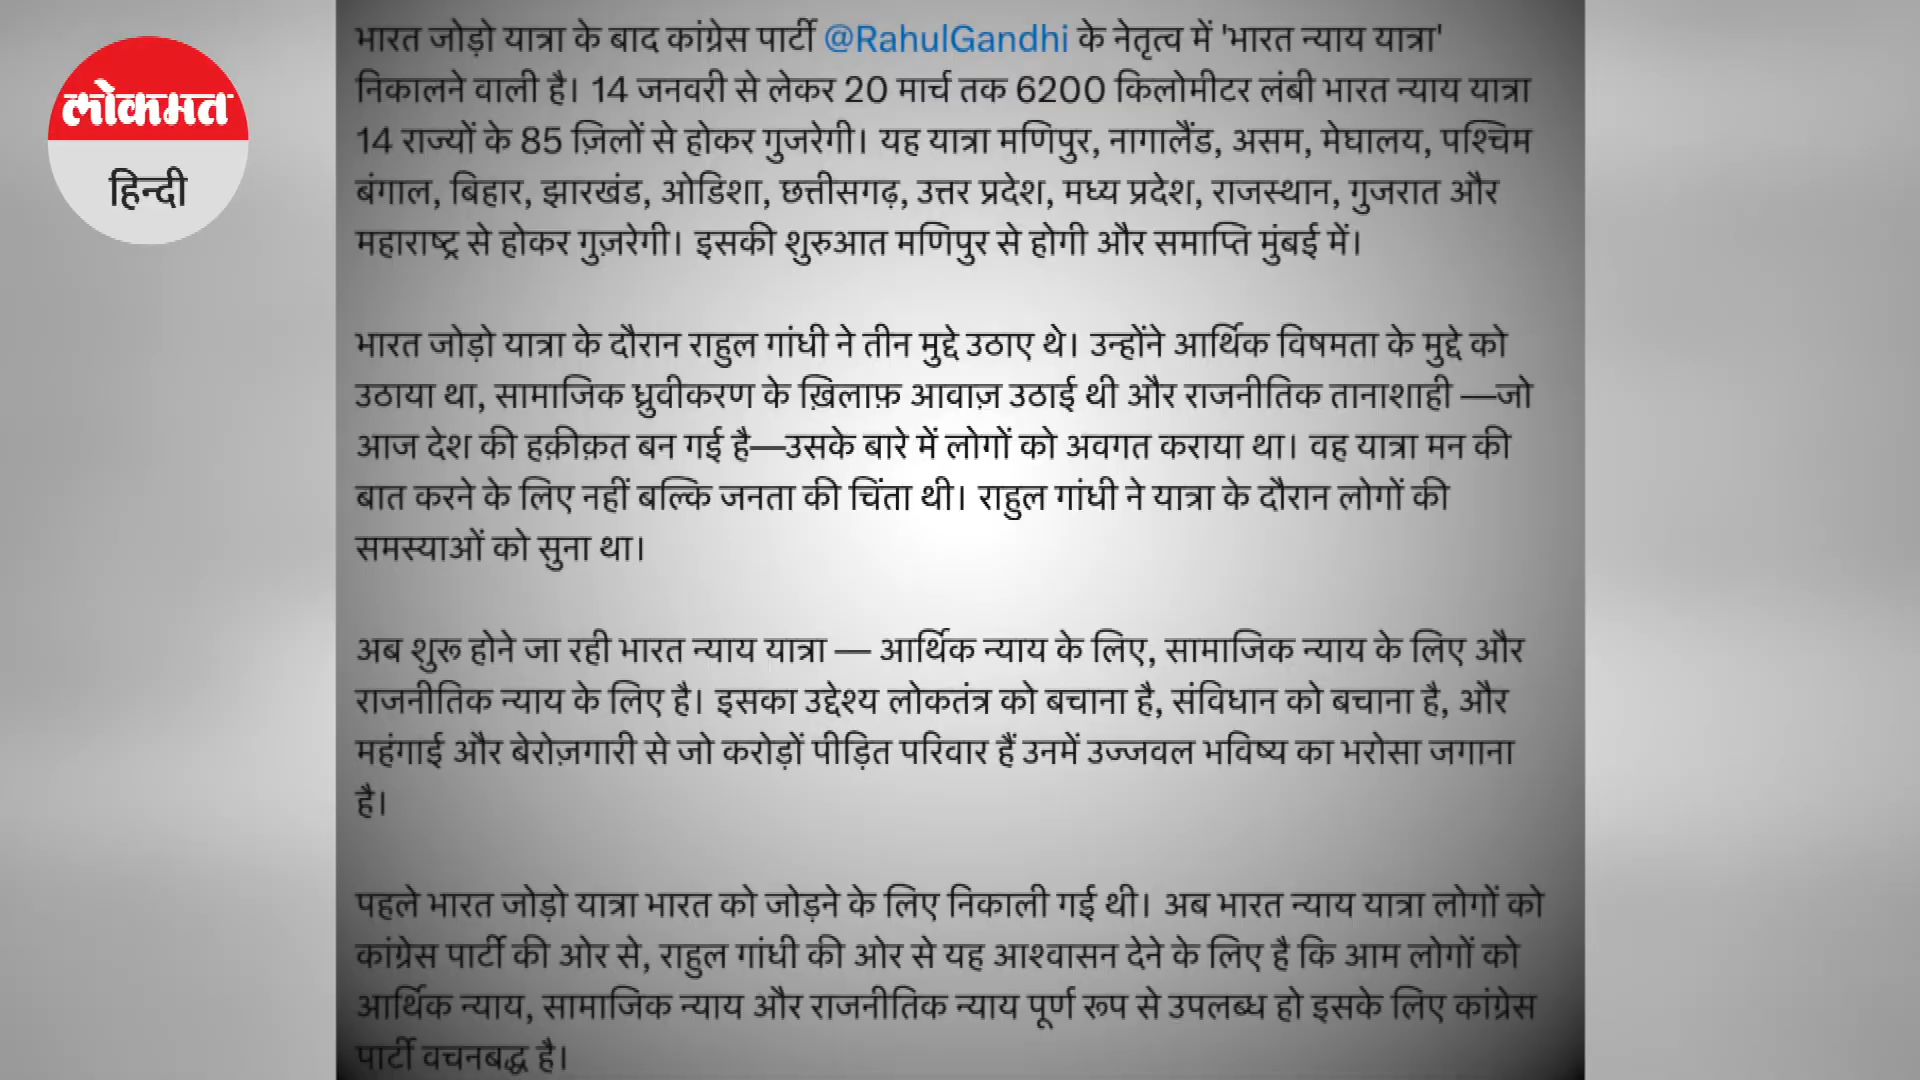 लोकमत
हिन्दी
भारत जोड़ो यात्रा के बाद कांग्रेस पार्टी @RahulGandhi के नेतृत्व में 'भारत न्याय यात्रा'
निकालने वाली है। 14 जनवरी से लेकर 20 मार्च तक 6200 किलोमीटर लंबी भारत न्याय यात्रा
14 राज्यों के 85 ज़िलों से होकर गुजरेगी। यह यात्रा मणिपुर, नागालैंड, असम, मेघालय, पश्चिम
बंगाल, बिहार, झारखंड, ओडिशा, छत्तीसगढ़, उत्तर प्रदेश, मध्य प्रदेश, राजस्थान, गुजरात और
महाराष्ट्र से होकर गुज़रेगी। इसकी शुरुआत मणिपुर से होगी और समाप्ति मुंबई में।
भारत जोड़ो यात्रा के दौरान राहुल गांधी ने तीन मुद्दे उठाए थे। उन्होंने आर्थिक विषमता के मुद्दे को
उठाया था, सामाजिक ध्रुवीकरण के ख़िलाफ़ आवाज़ उठाई थी और राजनीतिक तानाशाही —जो
आज देश की हक़ीक़त बन गई है—उसके बारे में लोगों को अवगत कराया था। वह यात्रा मन की
बात करने के लिए नहीं बल्कि जनता की चिंता थी। राहुल गांधी ने यात्रा के दौरान लोगों की
समस्याओं को सुना था।
अब शुरू होने जा रही भारत न्याय यात्रा — आर्थिक न्याय के लिए, सामाजिक न्याय के लिए और
राजनीतिक न्याय के लिए है। इसका उद्देश्य लोकतंत्र को बचाना है, संविधान को बचाना है, और
महंगाई और बेरोज़गारी से जो करोड़ों पीड़ित परिवार हैं उनमें उज्जवल भविष्य का भरोसा जगाना
है।
पहले भारत जोड़ो यात्रा भारत को जोड़ने के लिए निकाली गई थी। अब भारत न्याय यात्रा लोगों को
कांग्रेस पार्टी की ओर से, राहुल गांधी की ओर से यह आश्वासन देने के लिए है कि आम लोगों को
आर्थिक न्याय, सामाजिक न्याय और राजनीतिक न्याय पूर्ण रूप से उपलब्ध हो इसके लिए कांग्रेस
पार्टी वचनबद्ध है।